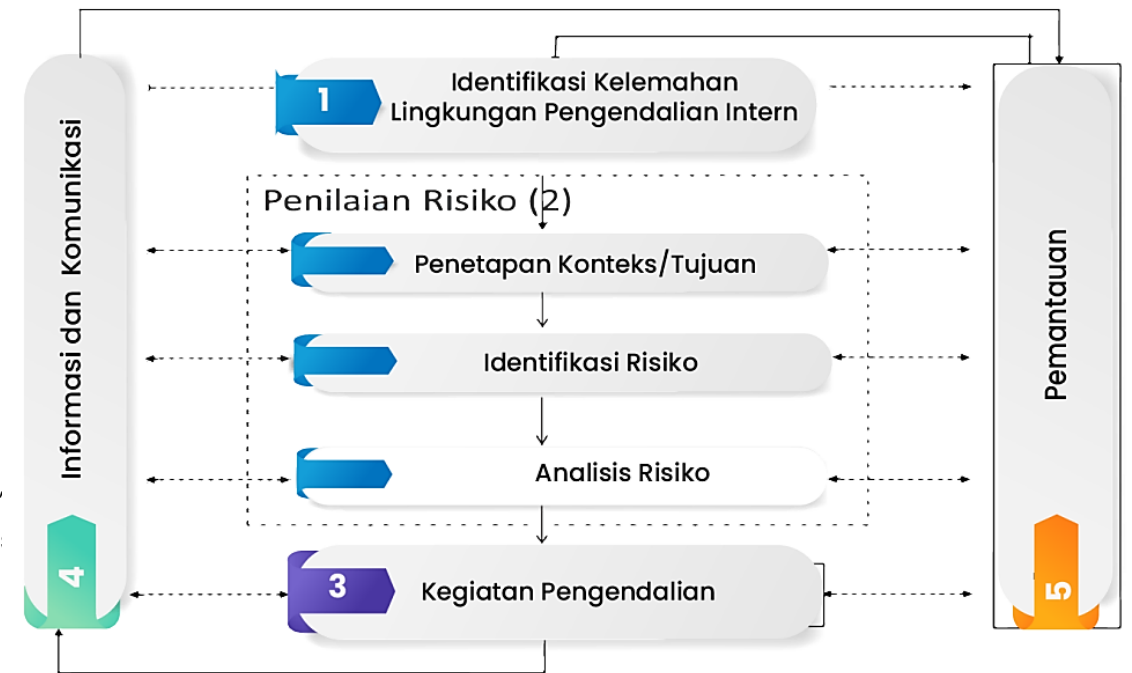 1
Identifikasi Kelemahan
Lingkungan Pengendalian Intern
Penilaian Risiko (2)
Penetapan Konteks/Tujuan
Identifikasi Risiko
Analisis Risiko
3
Kegiatan Pengendalian
Informasi dan Komunikasi
4
Pemantauan
5